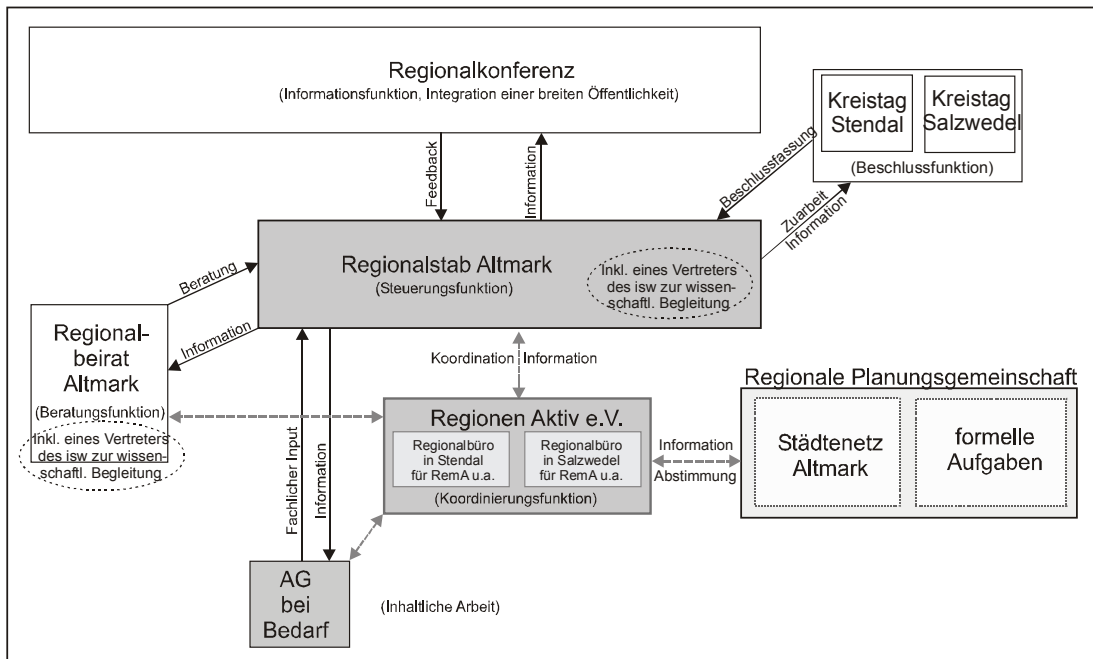 Regionalkonferenz
(Informationsfunktion, Integration einer breiten Öffentlichkeit)
Kreistag
Stendal
Kreistag
Salzwedel
(Beschlussfunktion)
Feedback
Information
Beschlussfassung
Zuarbeit
Information
Regionalstab Altmark
(Steuerungsfunktion)
Inkl. eines Vertreters
des isw zur wissen-
schaftl. Begleitung
Beratung
Information
Regional-
beirat
Altmark
(Beratungsfunktion)
Inkl. eines Vertreters
des isw zur wissen-
schaftl. Begleitung
Fachlicher Input
Information
Koordination
Information
Regionen Aktiv e.V.
Regionalbüro
in Stendal
für RemA u.a.
Regionalbüro
in Salzwedel
für RemA u.a.
(Koordinierungsfunktion)
Information
Abstimmung
Regionale Planungsgemeinschaft
Städtenetz
Altmark
formelle
Aufgaben
AG
bei
Bedarf
(Inhaltliche Arbeit)